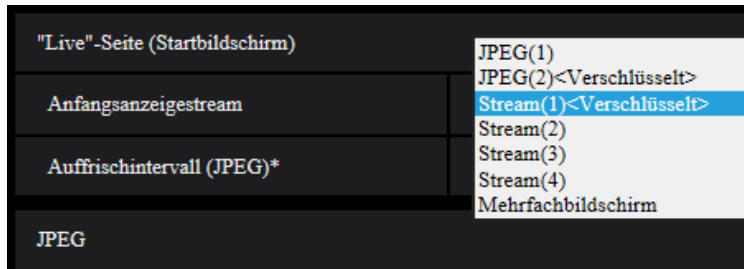 "Live"-Seite (Startbildschirm)
Anfangsanzeigestream
Auffrischintervall (JPEG)*
JPEG
JPEG(1)
JPEG(2)<Verschlüsselt>
Stream(1)<Verschlüsselt>
Stream(2)
Stream(3)
Stream(4)
Mehrfachbildschirm